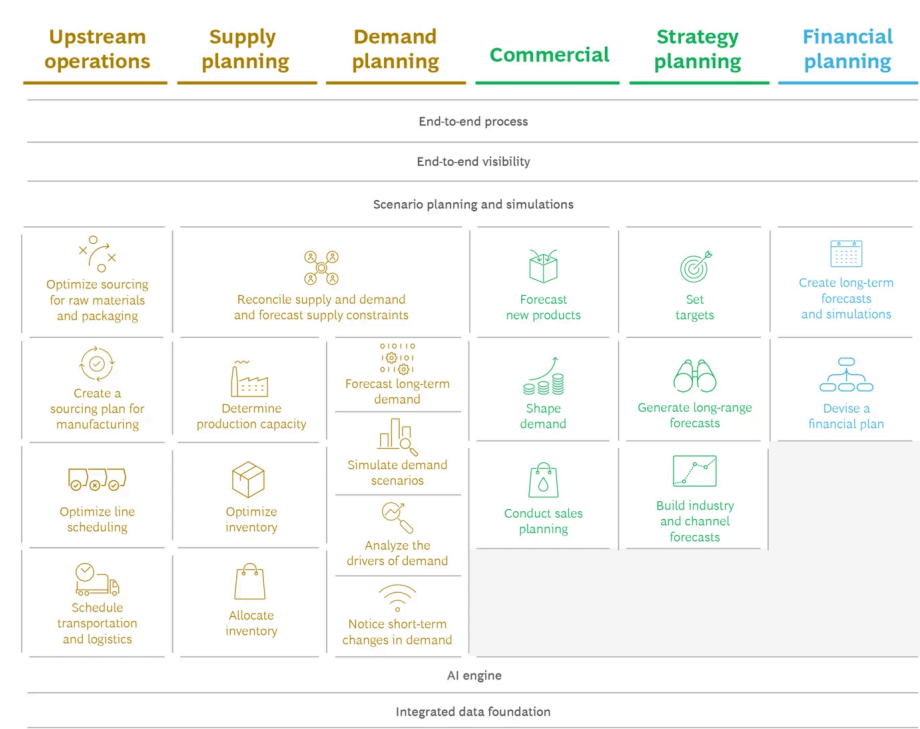 Upstream
operations
Supply
planning
Demand
planning
Commercial
Strategy
planning
Financial
planning
End-to-end process
End-to-end visibility
Scenario planning and simulations
Optimize sourcing
for raw materials
and packaging
Reconcile supply and demand
and forecast supply constraints
Forecast
new products
Set
targets
Create long-term
forecasts
and simulations
Create a
sourcing plan for
manufacturing
Determine
production capacity
010110
101
011 0
Forecast long-term
demand
Shape
demand
Generate long-range
forecasts
Devise a
financial plan
Simulate demand
scenarios
Optimize line
scheduling
Optimize
inventory
Analyze the
drivers of demand
Conduct sales
planning
Build industry
and channel
forecasts
Schedule
transportation
and logistics
Allocate
inventory
Notice short-term
changes in demand
AI engine
Integrated data foundation